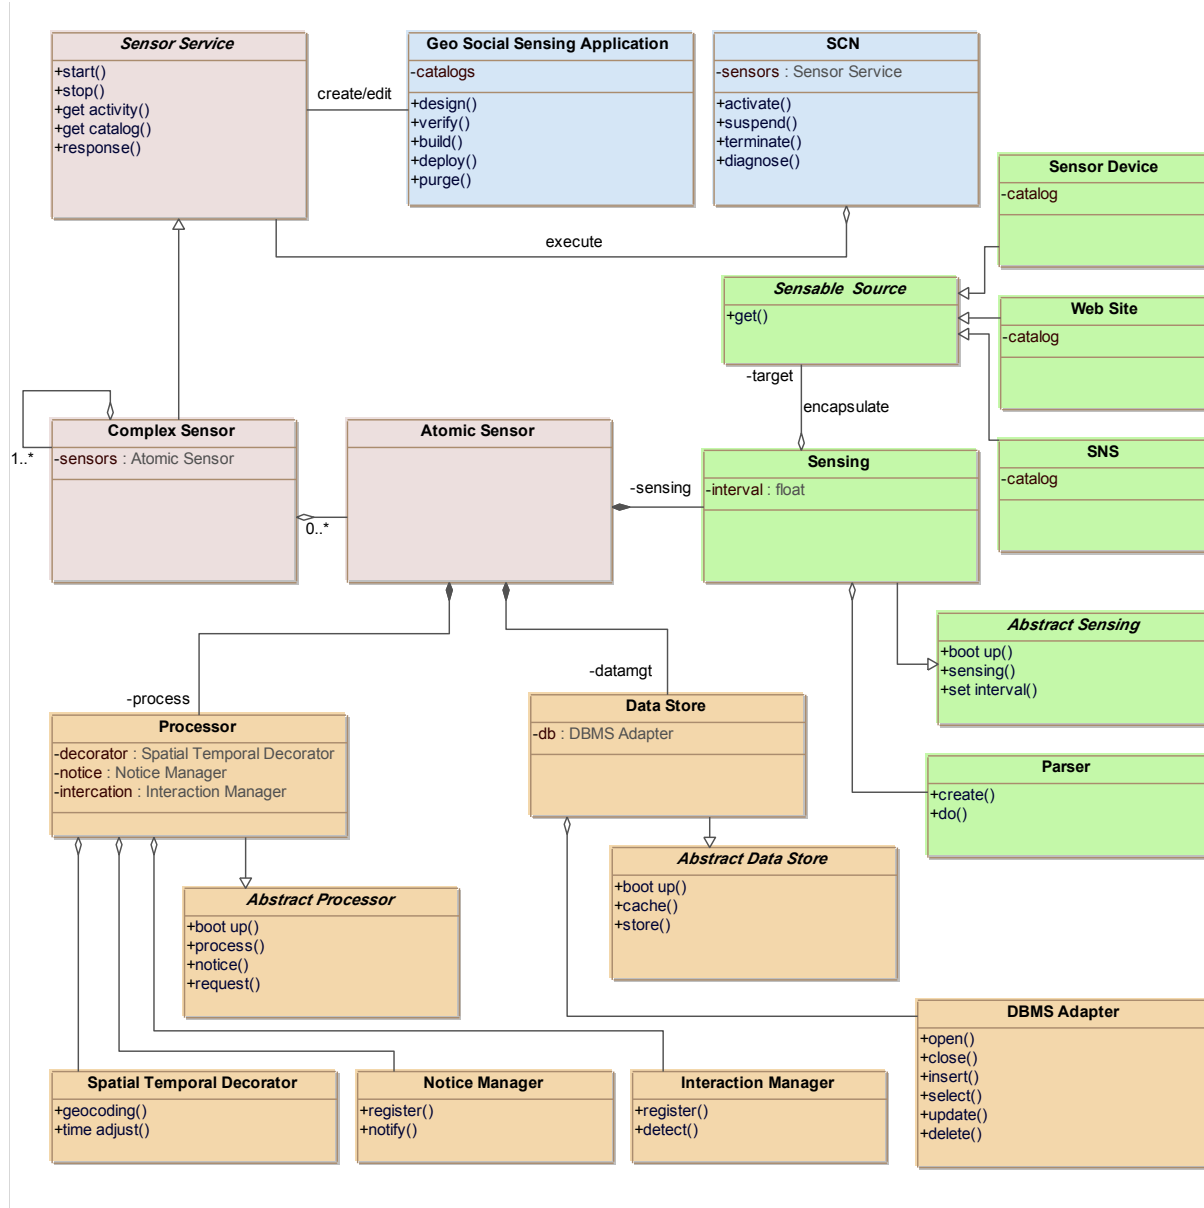 Sensor Service
+start()
+stop()
+get activity()
+get catalog()
+response()
create/edit
Geo Social Sensing Application
-catalogs
+design()
+verify()
+build()
+deploy()
+purge()
SCN
-sensors : Sensor Service
+activate()
+suspend()
+terminate()
+diagnose()
execute
Sensor Device
-catalog
Sensable Source
+get()
Web Site
-catalog
-target
encapsulate
SNS
-catalog
Complex Sensor
-sensors : Atomic Sensor
1..*
0..*
Atomic Sensor
-sensing
Sensing
-interval : float
Abstract Sensing
+boot up()
+sensing()
+set interval()
-process
-datamgt
Processor
-decorator : Spatial Temporal Decorator
-notice : Notice Manager
-intercation : Interaction Manager
Data Store
-db : DBMS Adapter
Parser
+create()
+do()
Abstract Data Store
+boot up()
+cache()
+store()
Abstract Processor
+boot up()
+process()
+notice()
+request()
DBMS Adapter
+open()
+close()
+insert()
+select()
+update()
+delete()
Spatial Temporal Decorator
+geocoding()
+time adjust()
Notice Manager
+register()
+notify()
Interaction Manager
+register()
+detect()